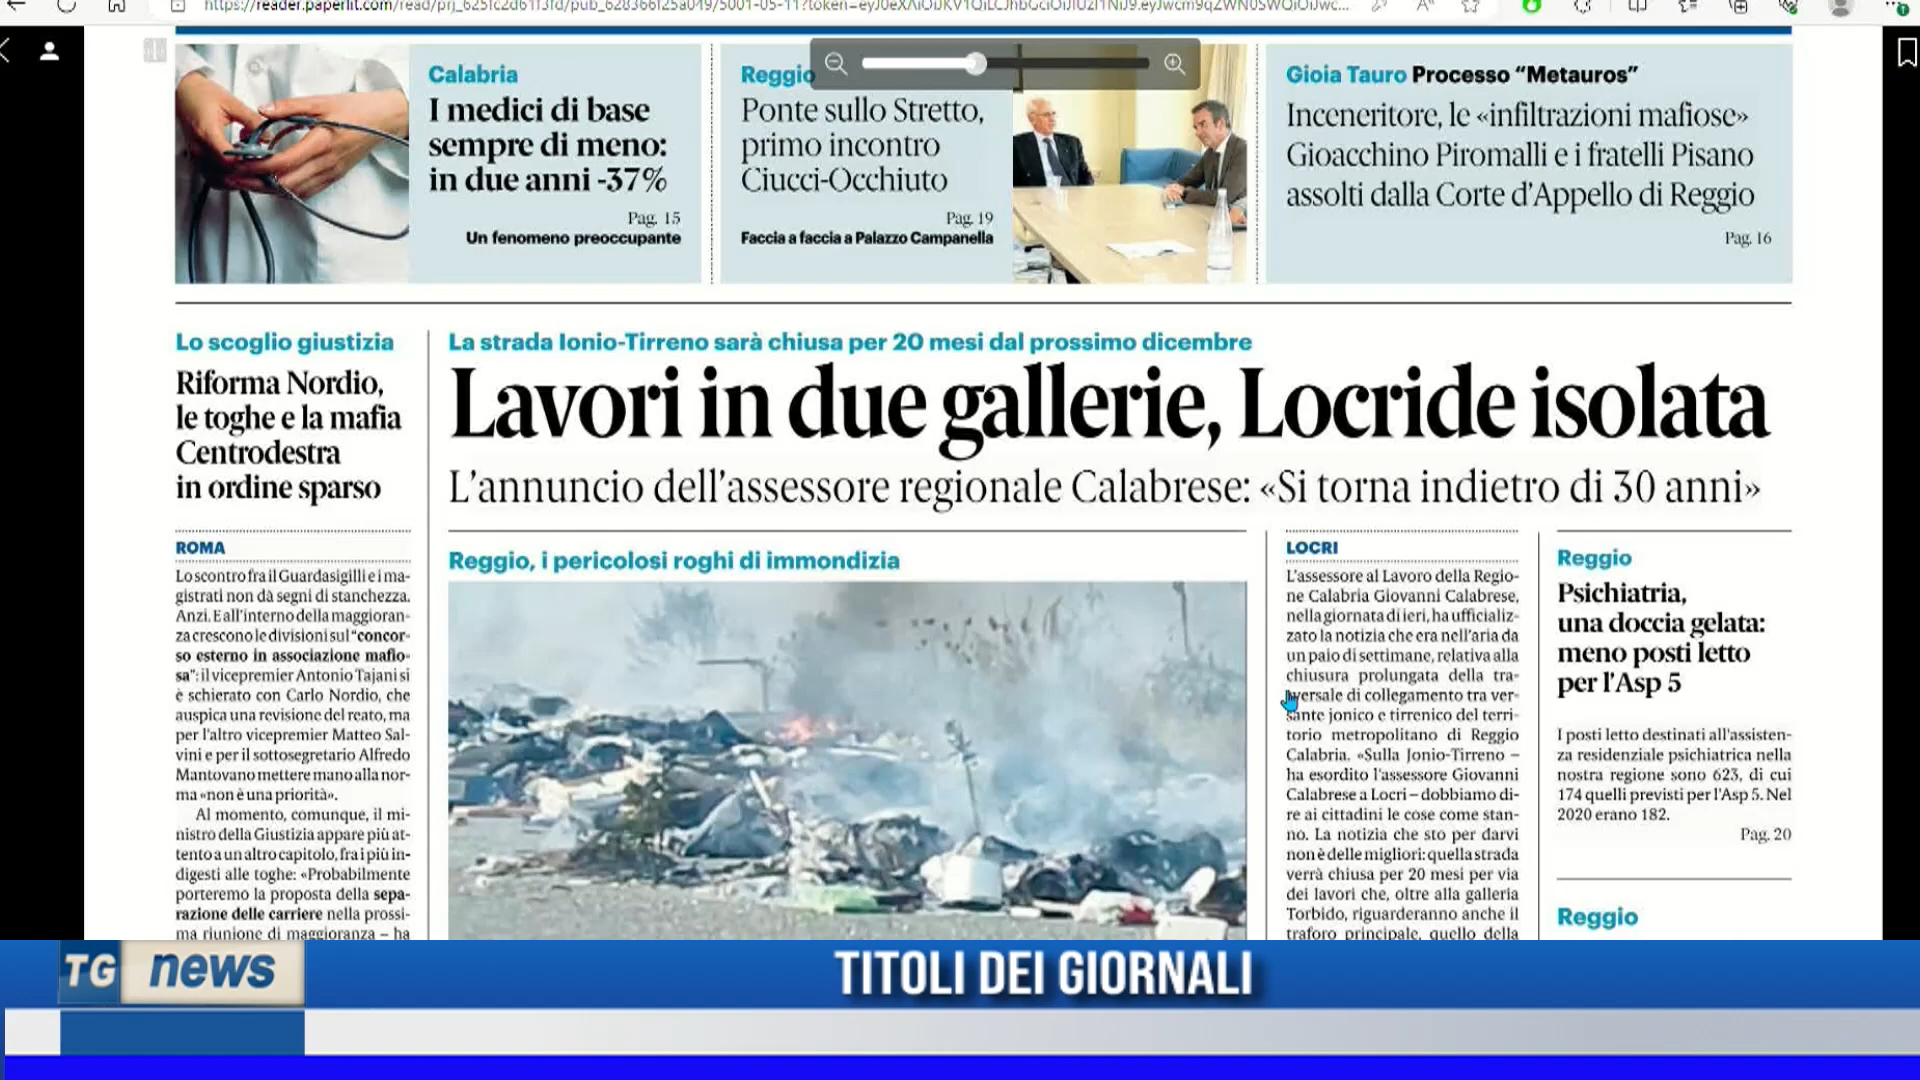 Calabria
I medici di base
sempre di meno:
in due anni -37%
Pag. 15
Un fenomeno preoccupante
Reggio
Ponte sullo Stretto,
primo incontro
Ciucci-Occhiuto
Pag. 19
Faccia a faccia a Palazzo Campanella
Gioia Tauro Processo “Metauros”
Inceneritore, le «infiltrazioni mafiose»
Gioacchino Piromalli e i fratelli Pisano
assolti dalla Corte d’Appello di Reggio
Pag. 16
Lo scoglio giustizia
Riforma Nordio,
le toghe e la mafia
Centrodestra
in ordine sparso
ROMA
Lo scontro fra il Guardasigilli e i ma-
gistrati non dà segni di stanchezza.
Anzi. E all'interno della maggioran-
za crescono le divisioni sul “concor-
so esterno in associazione mafio-
sa”: il vicepremier Antonio Tajani si
è schierato con Carlo Nordio, che
auspica una revisione del reato, ma
per l'altro vicepremier Matteo Sal-
vini e per il sottosegretario Alfredo
Mantovano mettere mano alla nor-
ma «non è una priorità».
Al momento, comunque, il mi-
nistro della Giustizia appare più at-
tento a un altro capitolo, fra i più in-
digesti alle toghe: «Probabilmente
porteremo la proposta della sepa-
razione delle carriere nella prossi-
ma riunione di maggioranza – ha
La strada Ionio-Tirreno sarà chiusa per 20 mesi dal prossimo dicembre
Lavori in due gallerie, Locride isolata
L’annuncio dell’assessore regionale Calabrese: «Si torna indietro di 30 anni»
Reggio, i pericolosi roghi di immondizia
LOCRI
L'assessore al Lavoro della Regio-
ne Calabria Giovanni Calabrese,
nella giornata di ieri, ha ufficializ-
zato la notizia che era nell'aria da
un paio di settimane, relativa alla
chiusura prolungata della tra-
versale di collegamento tra ver-
sante jonico e tirrenico del terri-
torio metropolitano di Reggio
Calabria. «Sulla Jonio-Tirreno –
ha esordito l'assessore Giovanni
Calabrese a Locri – dobbiamo di-
re ai cittadini le cose come stan-
no. La notizia che sto per darvi
non è delle migliori: quella strada
verrà chiusa per 20 mesi per via
dei lavori che, oltre alla galleria
Torbido, riguarderanno anche il
traforo principale, quello della
Reggio
Psichiatria,
una doccia gelata:
meno posti letto
per l’Asp 5
I posti letto destinati all'assisten-
za residenziale psichiatrica nella
nostra regione sono 623, di cui
174 quelli previsti per l'Asp 5. Nel
2020 erano 182.
Pag. 20
Reggio
TG news
TITOLI DEI GIORNALI